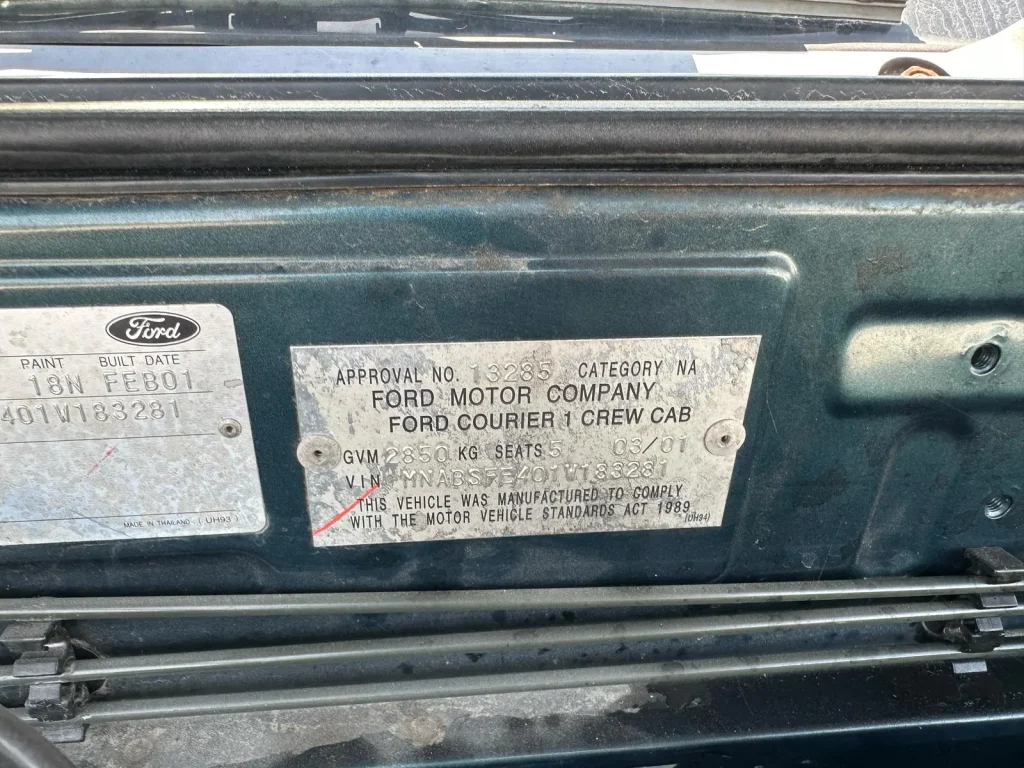 Ford
PAINT BUILT DATE
18N FEB01
401W183281
MADE IN THAILAND. (UH93)
APPROVAL NO. 13285 CATEGORY NA
FORD MOTOR COMPANY
FORD COURIER 1 CREW CAB
GVM 2850 KG SEATS 5 03/01
VIN MNABSFE401W183281
THIS VEHICLE WAS MANUFACTURED TO COMPLY
WITH THE MOTOR VEHICLE STANDARDS ACT 1989
(UH94)